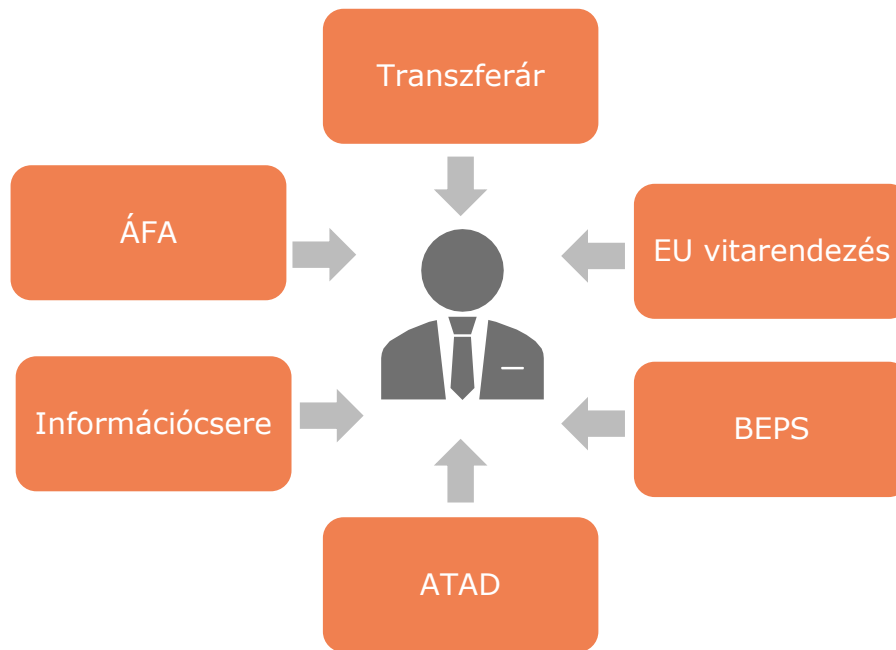 Transzferár
ÁFA
EU vitarendezés
Információcsere
BEPS
ATAD